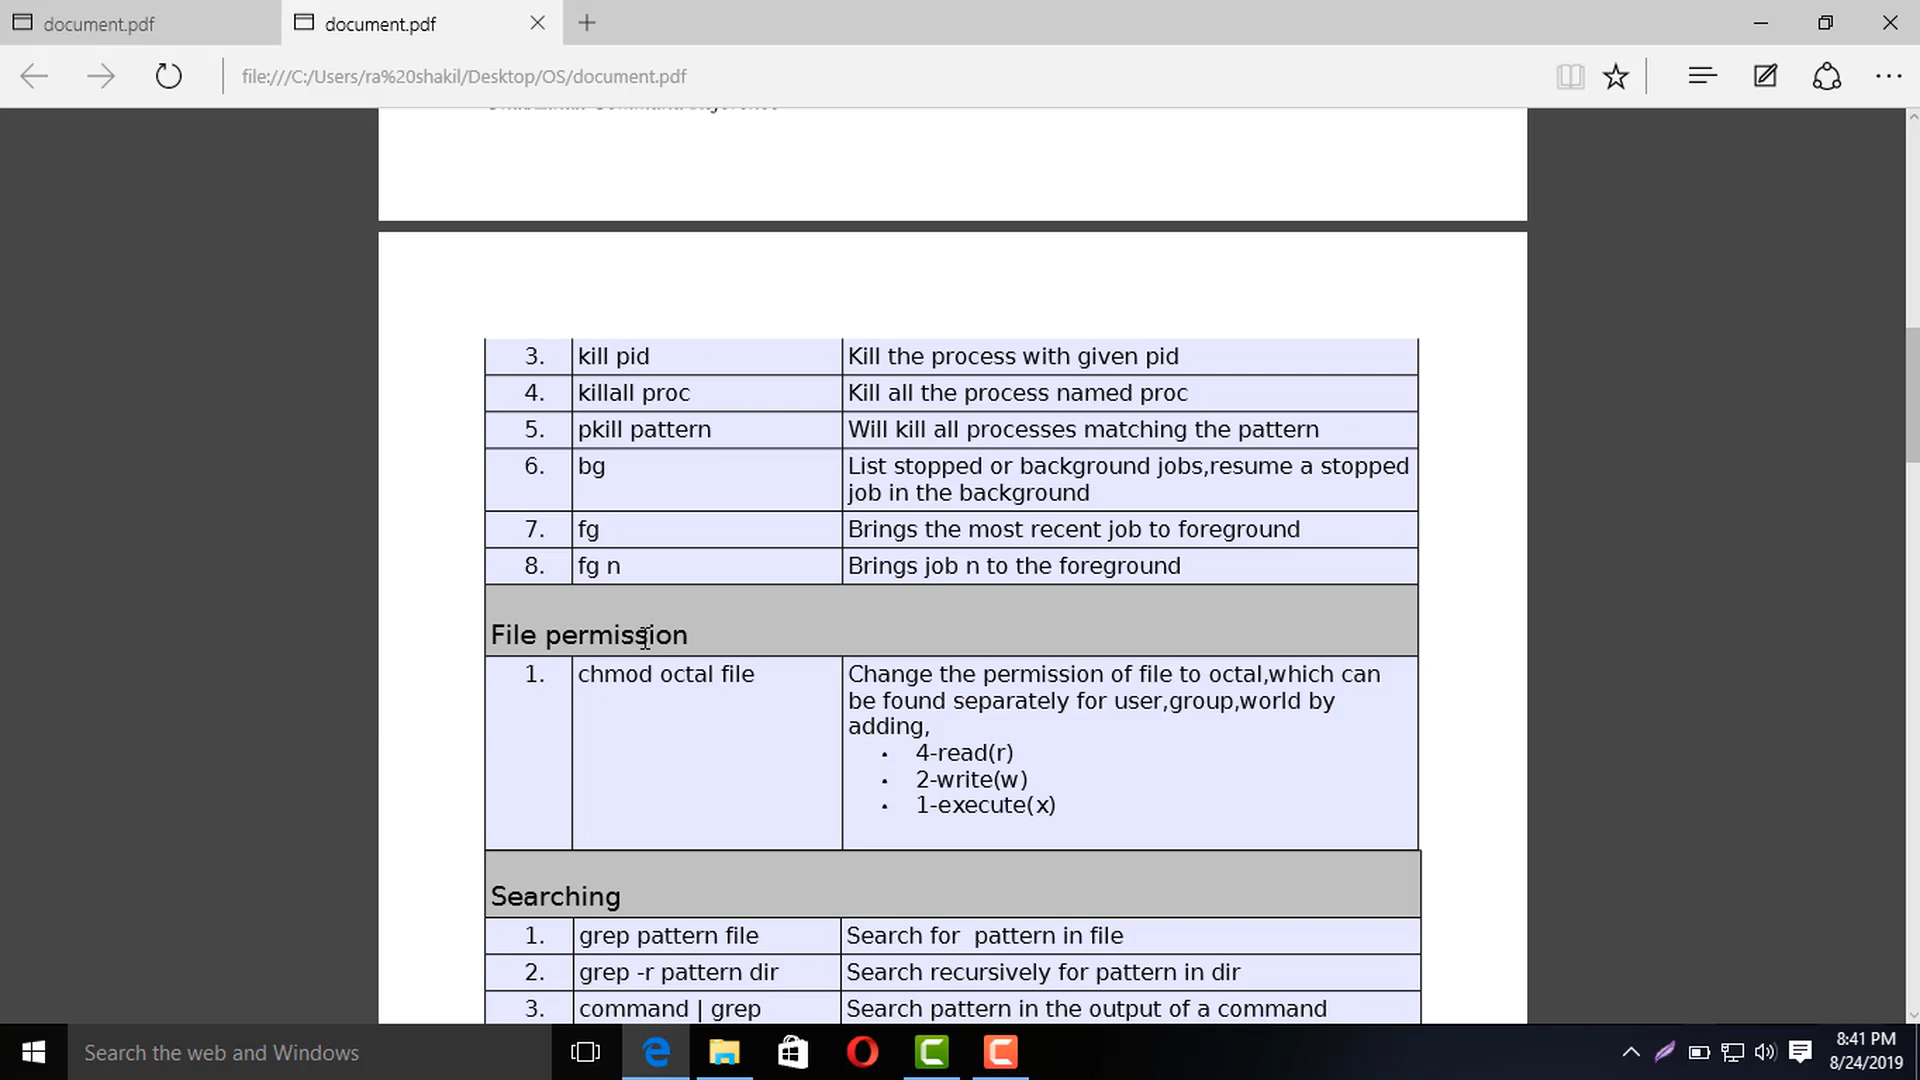 document.pdf
document.pdf
file:///C:/Users/ra%20shakil/Desktop/OS/document.pdf
3. kill pid Kill the process with given pid
4. killall proc Kill all the process named proc
5. pkill pattern Will kill all processes matching the pattern
6. bg List stopped or background jobs,resume a stopped
job in the background
7. fg Brings the most recent job to foreground
8. fg n Brings job n to the foreground
File permission
1. chmod octal file Change the permission of file to octal,which can
be found separately for user,group,world by
adding,
• 4-read(r)
• 2-write(w)
• 1-execute(x)
Searching
1. grep pattern file Search for  pattern in file
2. grep -r pattern dir Search recursively for pattern in dir
3. command | grep Search pattern in the output of a command
Search the web and Windows
8:41 PM
8/24/2019